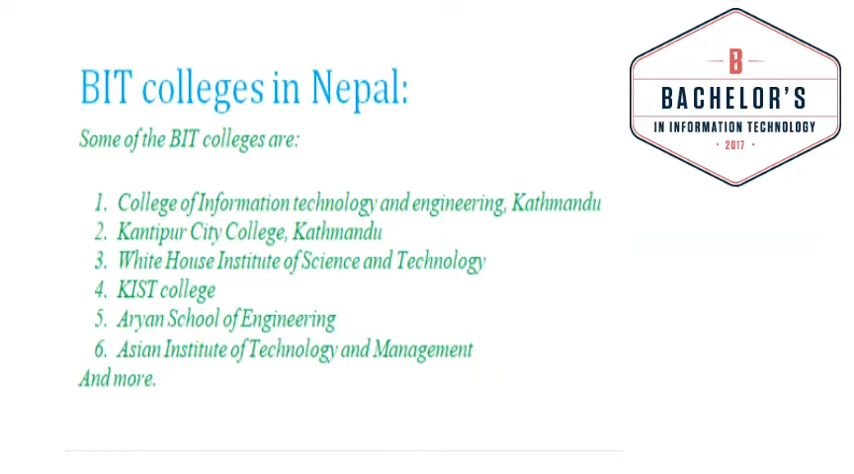 BIT colleges in Nepal:
Some of the BIT colleges are:
1. College of Information technology and engineering, Kathmandu
2. Kantipur City College, Kathmandu
3. White House Institute of Science and Technology
4. KIST college
5. Aryan School of Engineering
6. Asian Institute of Technology and Management
And more.
B
BACHELOR'S
IN INFORMATION TECHNOLOGY
· 2017 ·